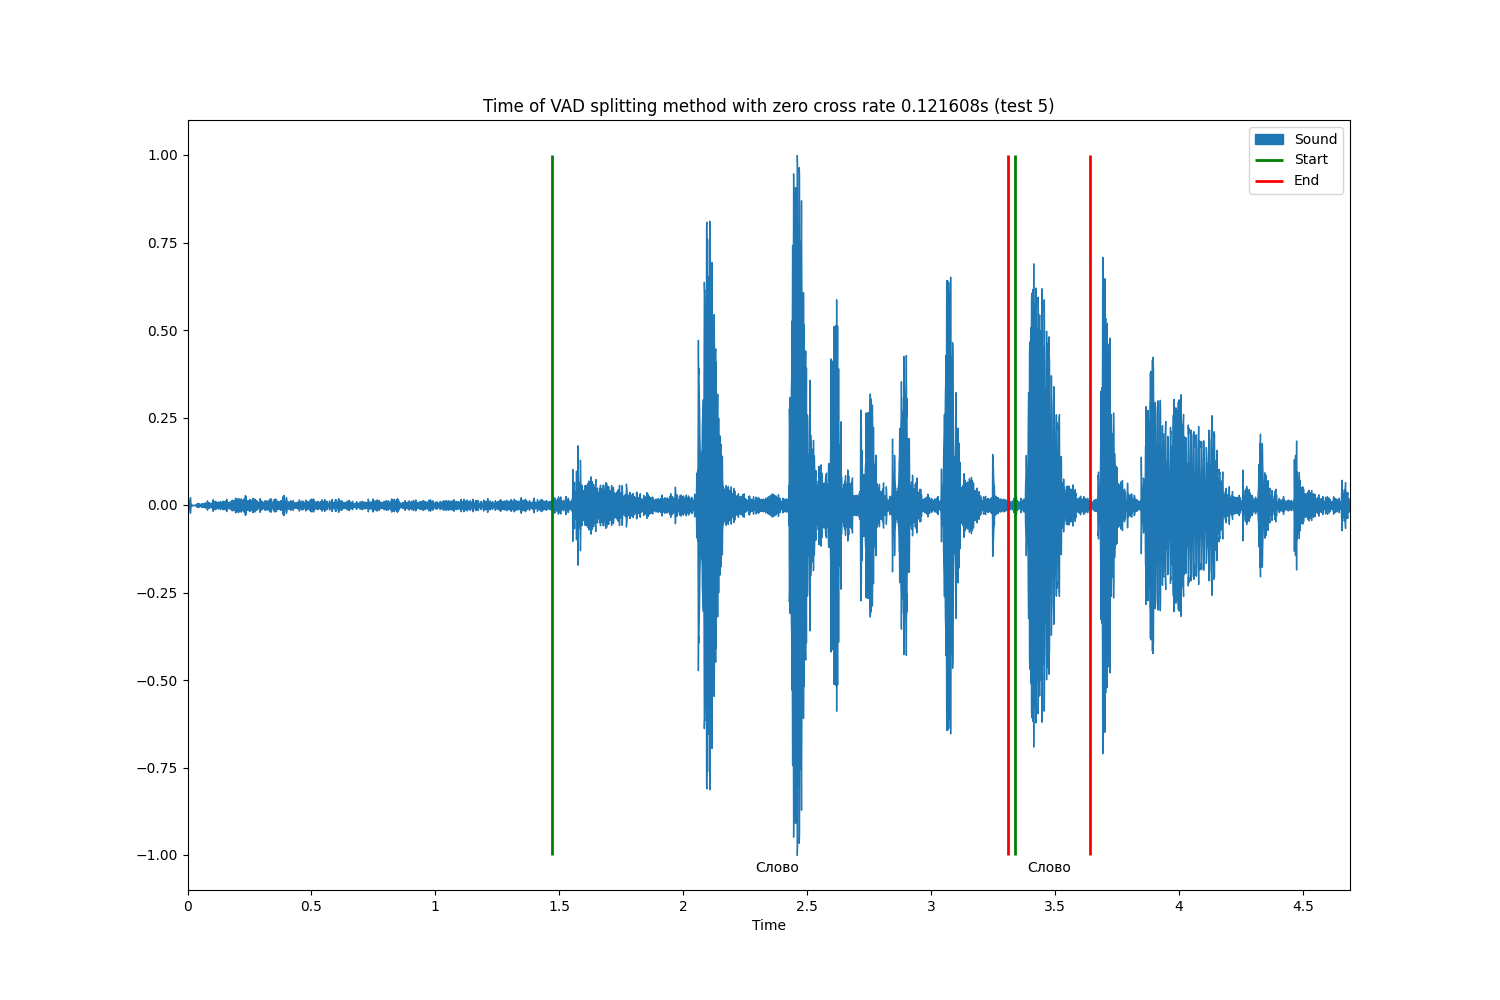 Time of VAD splitting method with zero cross rate 0.121608s (test 5)
Sound
Start
End
1.00
0.75
0.50
0.25
0.00
−0.25
−0.50
−0.75
−1.00
Слово Слово
0 0.5 1 1.5 2 2.5 3 3.5 4 4.5
Time